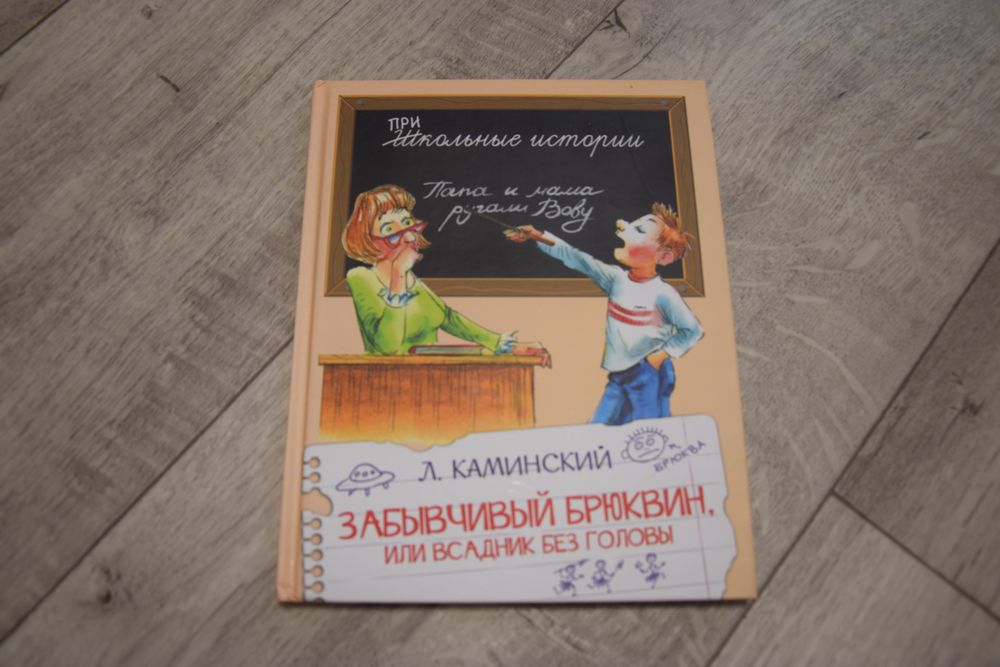 ПРИ
Школьные истории
Папа и мама
ругали Вову
Л. КАМИНСКИЙ
БРЮКВА
ЗАБЫВЧИВЫЙ БРЮКВИН,
ИЛИ ВСАДНИК БЕЗ ГОЛОВЫ